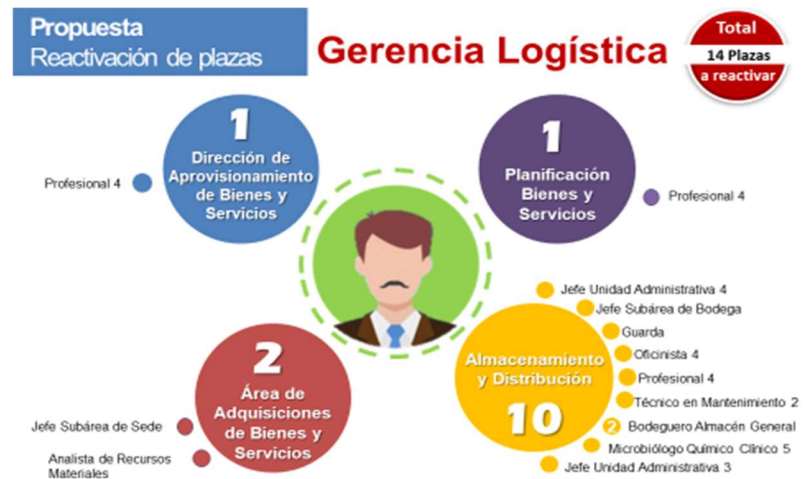 Propuesta
Reactivación de plazas
Gerencia Logística
Total
14 Plazas
a reactivar
1
Dirección de
Aprovisionamiento
de Bienes y
Servicios
Profesional 4
1
Planificación
Bienes y
Servicios
Profesional 4
2
Área de
Adquisiciones
de Bienes y
Servicios
Jefe Subárea de Sede
Analista de Recursos
Materiales
Almacenamiento
y Distribución
10
Jefe Unidad Administrativa 4
Jefe Subárea de Bodega
Guarda
Oficinista 4
Profesional 4
Técnico en Mantenimiento 2
2 Bodeguero Almacén General
Microbiólogo Químico Clínico 5
Jefe Unidad Administrativa 3